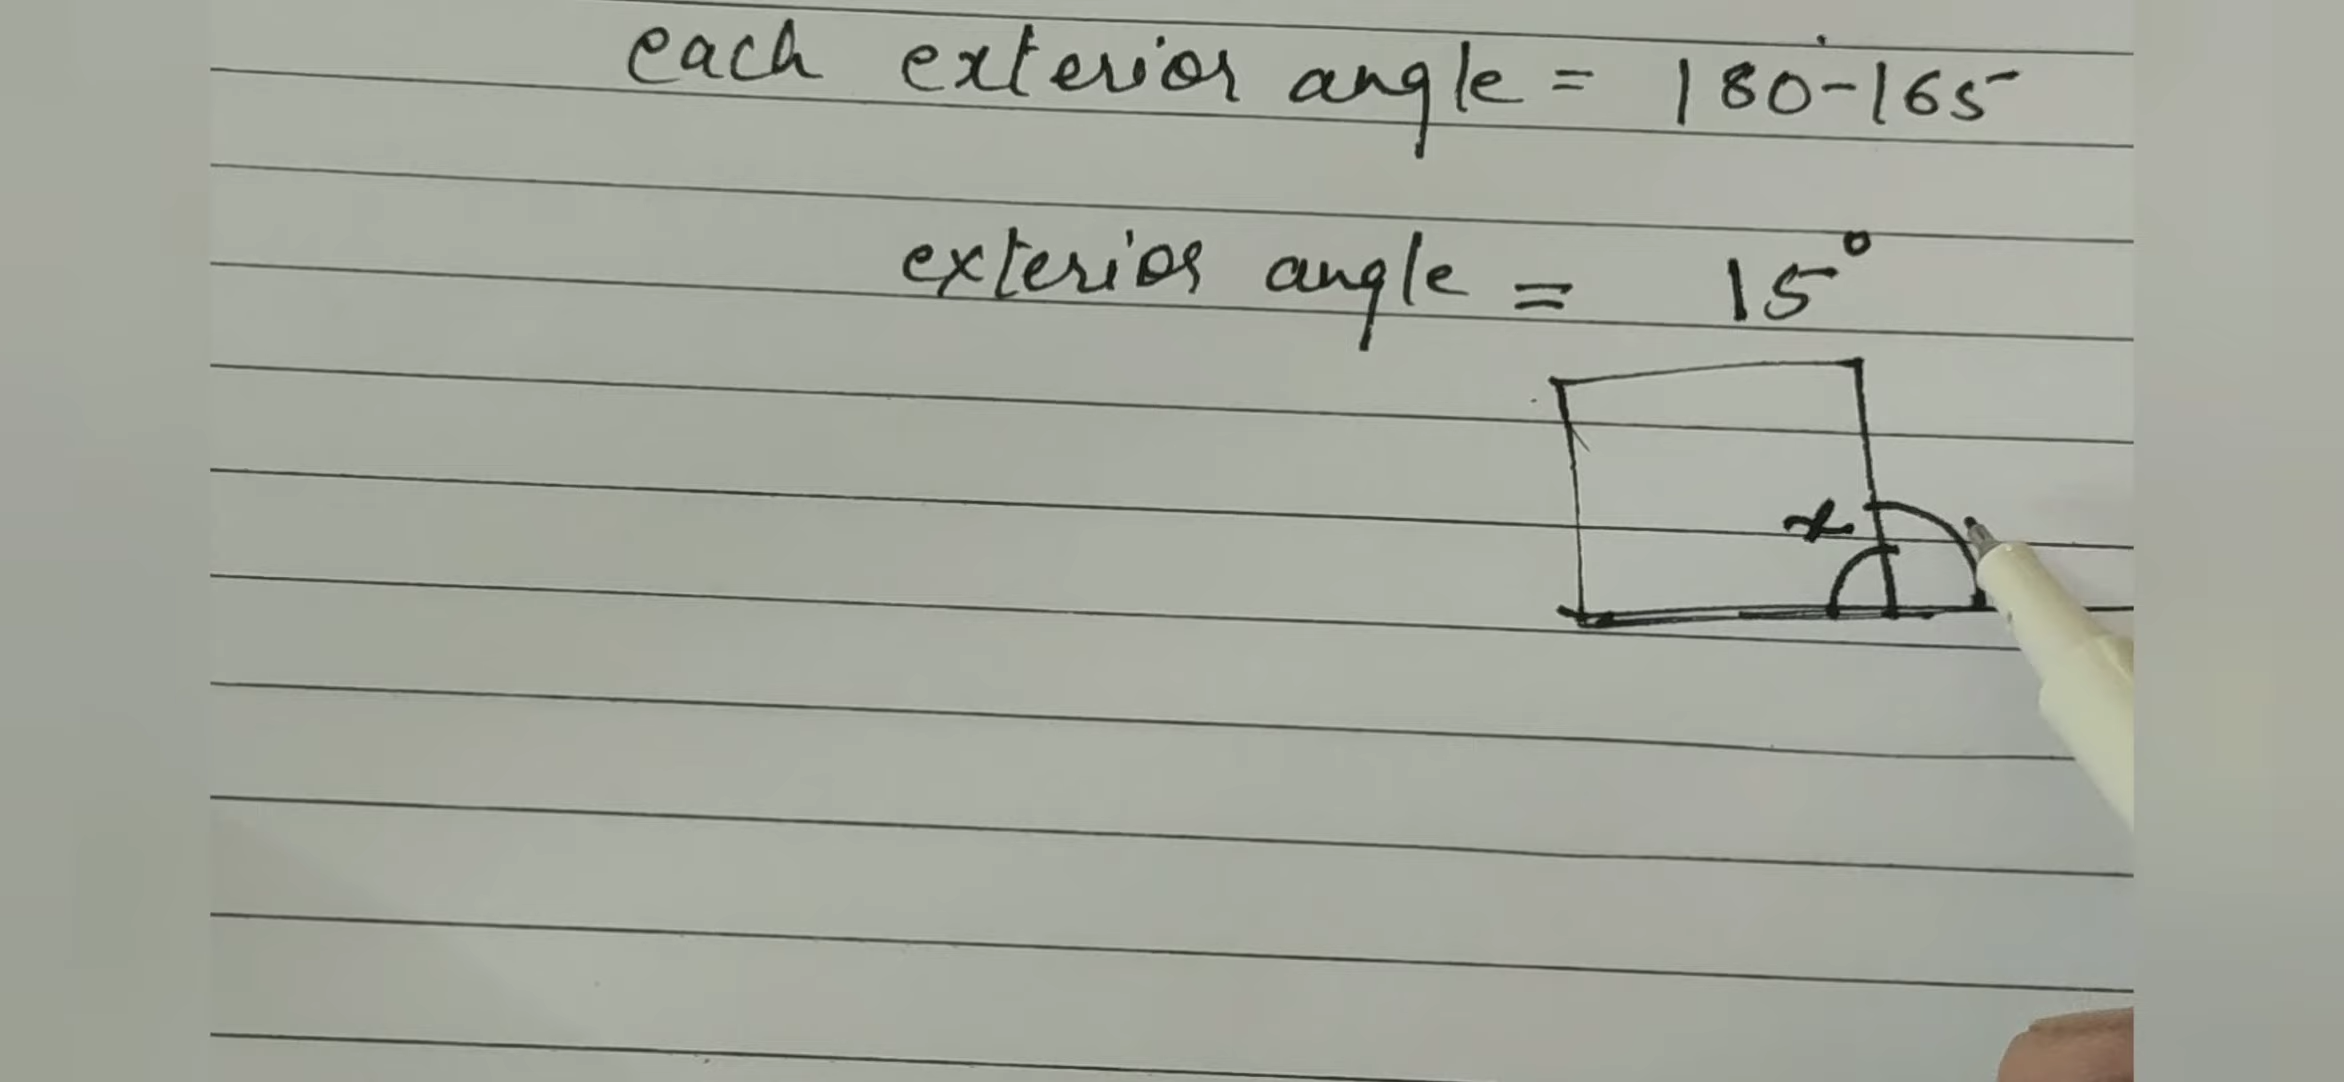 each exterior angle = 180-165
exterior angle = 15°
x